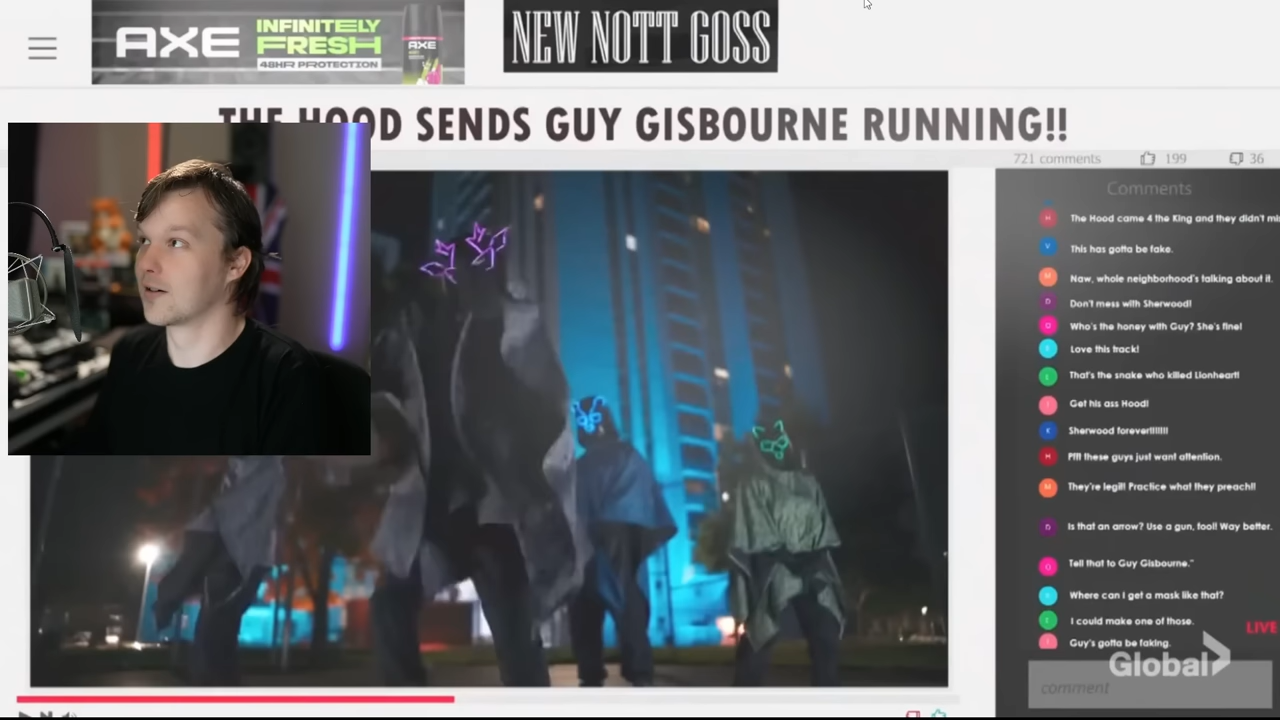 AXE
INFINITELY
FRESH
48HR PROTECTION
AXE
NEW NOTT GOSS
THE HOOD SENDS GUY GISBOURNE RUNNING!!
721 comments 199 36
Comments
The Hood came 4 the King and they didn't
This has gotta be fake.
Naw, whole neighborhood's talking about it.
Don't mess with Sherwood!
Who's the honey with Guy? She's fine!
Love this track!
That's the snake who killed Lionheart!
Get his ass Hood!
Sherwood forever!!!!!!!
Pfft these guys just want attention.
They're legit! Practice what they preach!!
Is that an arrow? Use a gun, fool! Way better.
Tell that to Guy Gisbourne."
Where can I get a mask like that?
I could make one of those.
LIVE
Guy's gotta be faking.
Global
comment